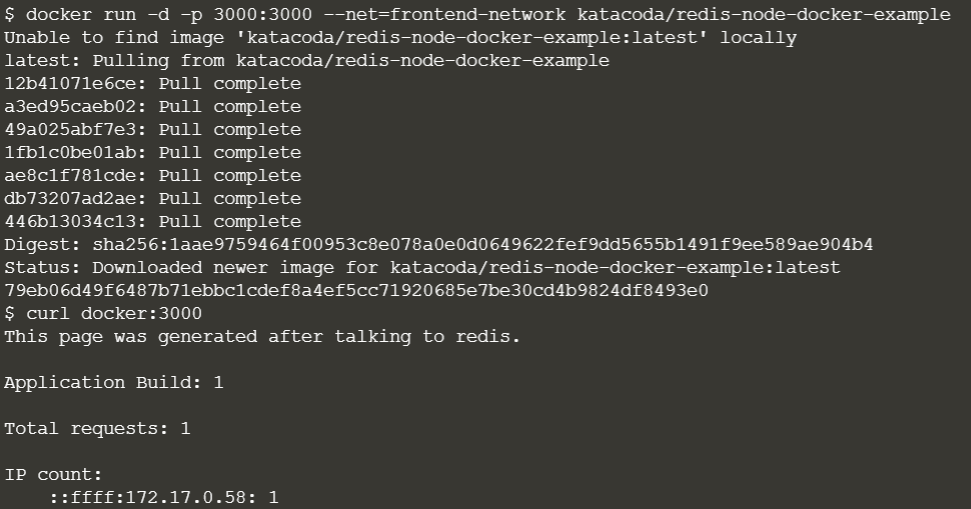 $ docker run -d -p 3000:3000 --net=frontend-network katacoda/redis-node-docker-example
Unable to find image 'katacoda/redis-node-docker-example:latest' locally
latest: Pulling from katacoda/redis-node-docker-example
12b41071e6ce: Pull complete
a3ed95caeb02: Pull complete
49a025abf7e3: Pull complete
1fb1c0be01ab: Pull complete
ae8c1f781cde: Pull complete
db73207ad2ae: Pull complete
446b13034c13: Pull complete
Digest: sha256:1aae9759464f00953c8e078a0e0d0649622fef9dd5655b1491f9ee589ae904b4
Status: Downloaded newer image for katacoda/redis-node-docker-example:latest
79eb06d49f6487b71ebbc1cdef8a4ef5cc71920685e7be30cd4b9824df8493e0
$ curl docker:3000
This page was generated after talking to redis.
Application Build: 1
Total requests: 1
IP count:
::ffff:172.17.0.58: 1